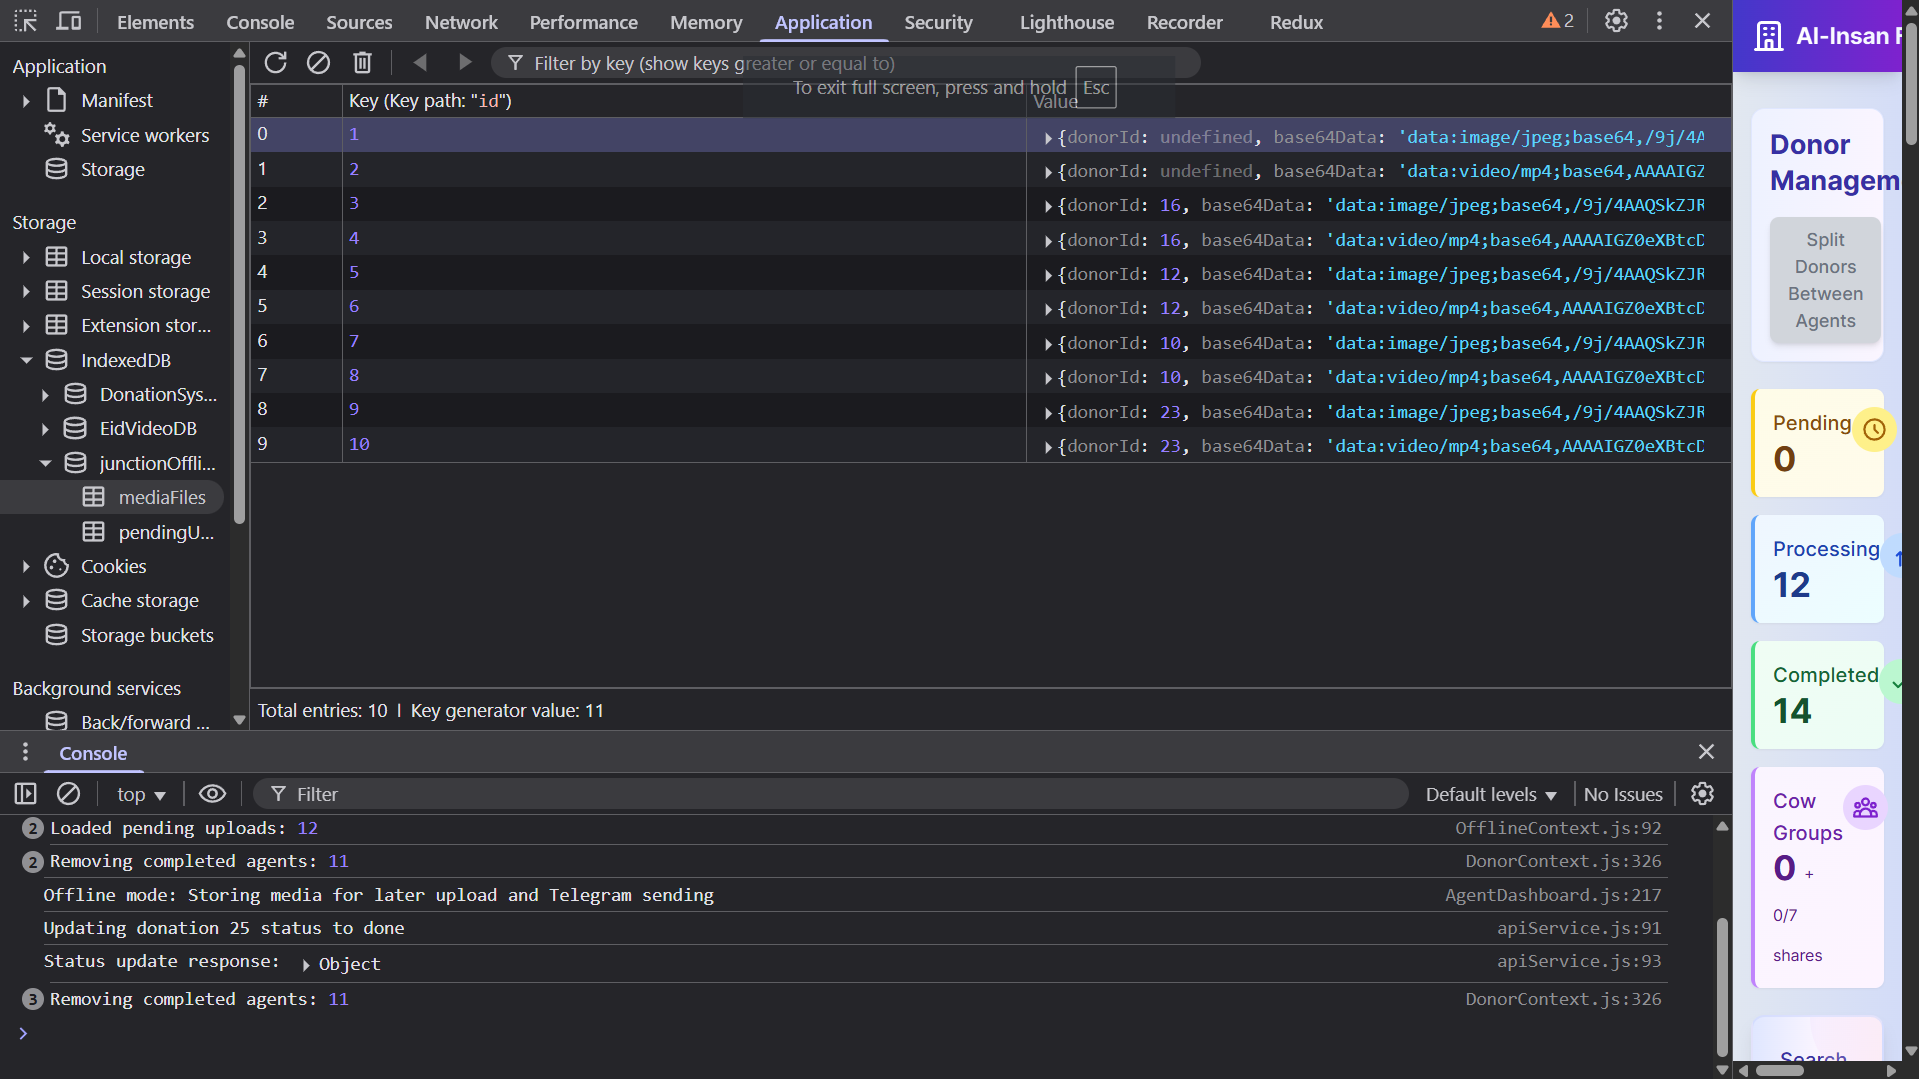 Elements
Console
Sources
Network
Performance
Memory
Application
Security
Lighthouse
Recorder
Redux
2
Application
Manifest
Service workers
Storage
Storage
Local storage
Session storage
Extension stor...
IndexedDB
DonationSys...
EidVideoDB
junctionOffli...
mediaFiles
pendingU...
Cookies
Cache storage
Storage buckets
Background services
Back/forward ...
Filter by key (show keys greater or equal to)
To exit full screen, press and hold Esc
# Key (Key path: "id") Value
0 1 {donorId: undefined, base64Data: 'data:image/jpeg;base64,/9j/4A
1 2 {donorId: undefined, base64Data: 'data:video/mp4;base64,AAAAIGZ
2 3 {donorId: 16, base64Data: 'data:image/jpeg;base64,/9j/4AAQSkZJR
3 4 {donorId: 16, base64Data: 'data:video/mp4;base64,AAAAIGZ0eXBtcD
4 5 {donorId: 12, base64Data: 'data:image/jpeg;base64,/9j/4AAQSkZJR
5 6 {donorId: 12, base64Data: 'data:video/mp4;base64,AAAAIGZ0eXBtcD
6 7 {donorId: 10, base64Data: 'data:image/jpeg;base64,/9j/4AAQSkZJR
7 8 {donorId: 10, base64Data: 'data:video/mp4;base64,AAAAIGZ0eXBtcD
8 9 {donorId: 23, base64Data: 'data:image/jpeg;base64,/9j/4AAQSkZJR
9 10 {donorId: 23, base64Data: 'data:video/mp4;base64,AAAAIGZ0eXBtcD
Total entries: 10 | Key generator value: 11
Console
top
Filter
Default levels
No Issues
2 Loaded pending uploads: 12 OfflineContext.js:92
2 Removing completed agents: 11 DonorContext.js:326
Offline mode: Storing media for later upload and Telegram sending AgentDashboard.js:217
Updating donation 25 status to done apiService.js:91
Status update response: Object apiService.js:93
3 Removing completed agents: 11 DonorContext.js:326
Al-Insan F
Donor
Managem
Split
Donors
Between
Agents
Pending
0
Processing
12
Completed
14
Cow
Groups
0 +
0/7
shares
Search